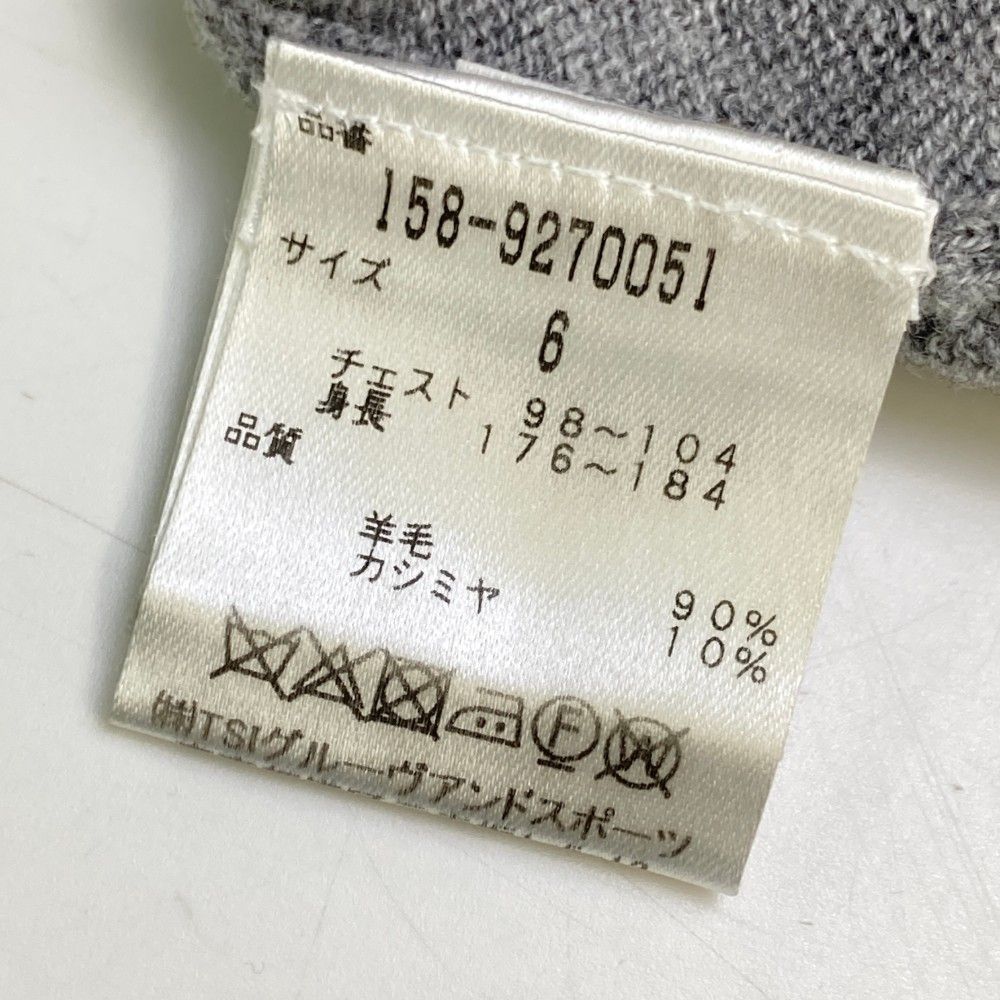 品番
158-9270051
サイズ
6
チェスト 98~104
身長 176~184
品質
羊毛 90%
カシミヤ 10%
F W
㈱TSIグルーヴアンドスポーツ